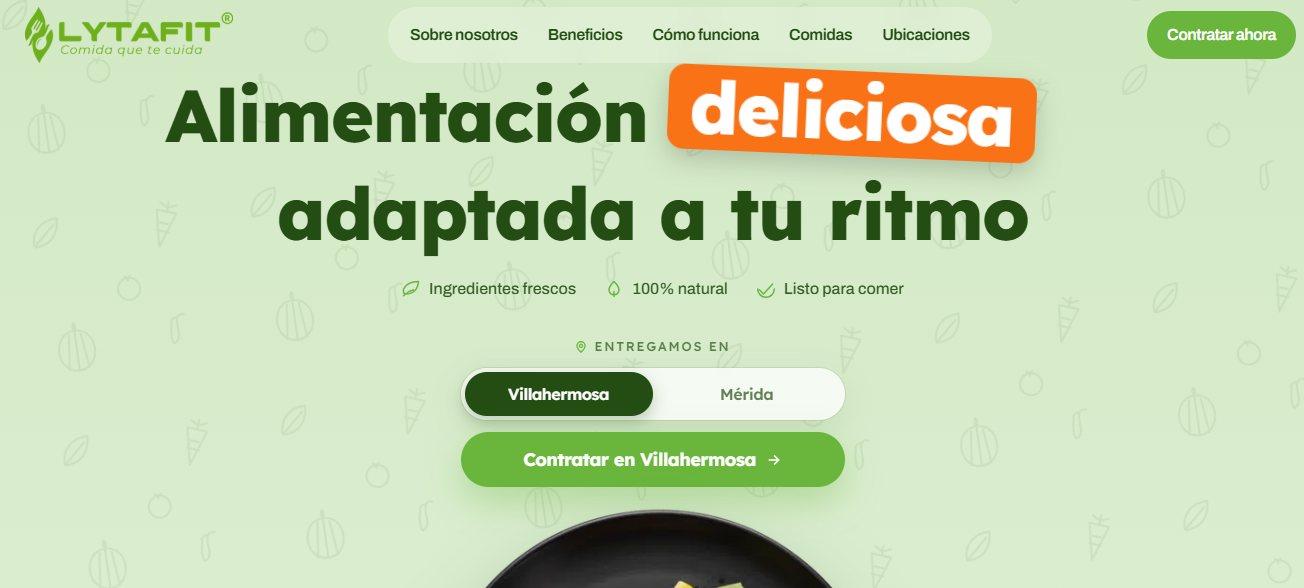 LYTAFIT®
Comida que te cuida
Sobre nosotros
Beneficios
Cómo funciona
Comidas
Ubicaciones
Contratar ahora
Alimentación deliciosa
adaptada a tu ritmo
Ingredientes frescos
100% natural
Listo para comer
ENTREGAMOS EN
Villahermosa
Mérida
Contratar en Villahermosa →